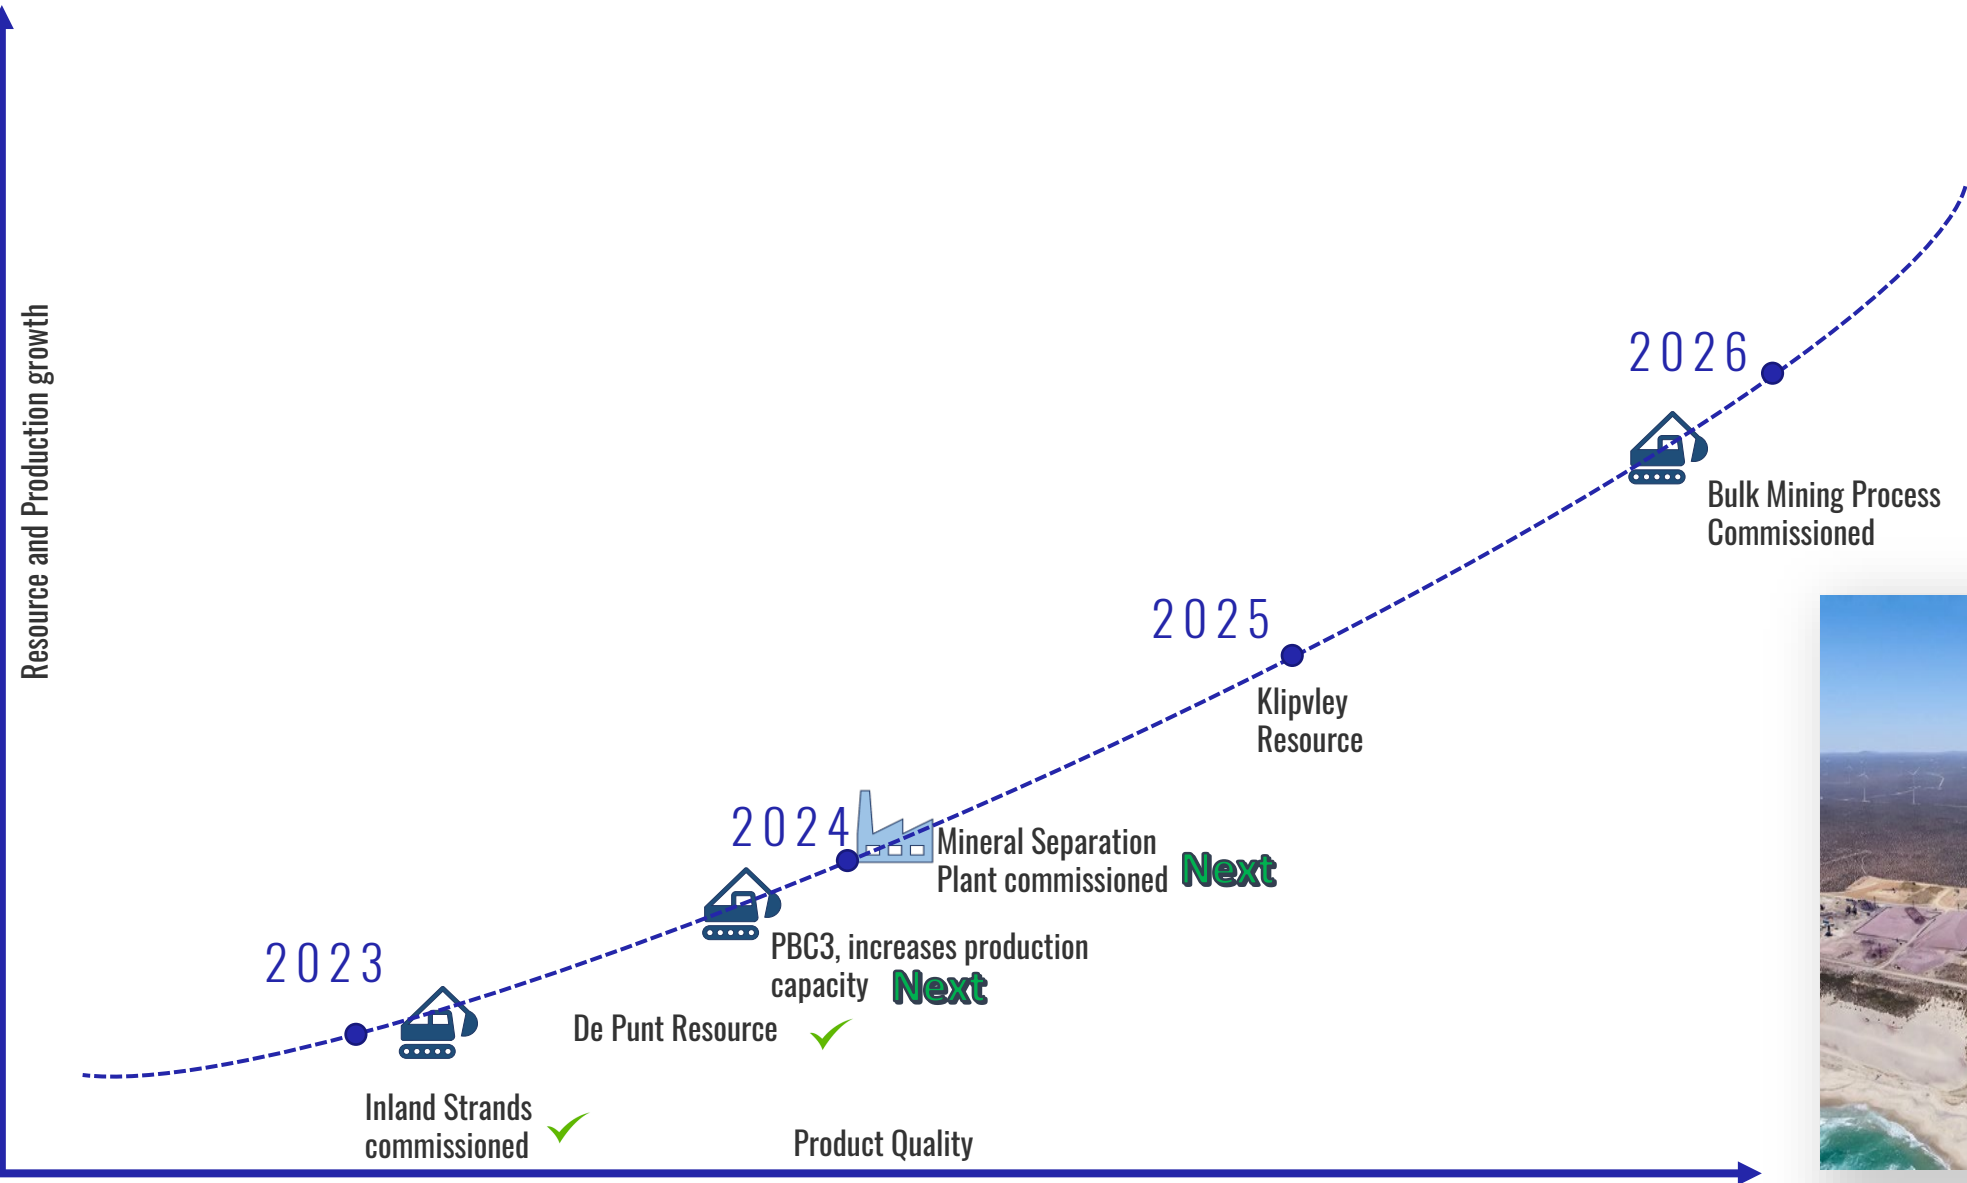 Resource and Production growth
2026
Bulk Mining Process
Commissioned
2025
Klipvley
Resource
2024
Mineral Separation
Plant commissioned Next
PBC3, increases production
capacity Next
2023
De Punt Resource
Inland Strands
commissioned
Product Quality